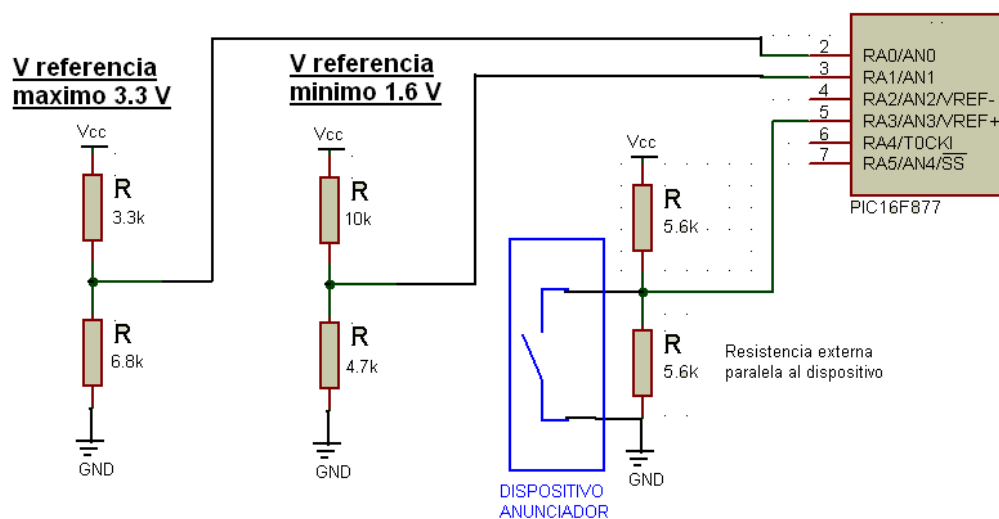 V referencia
maximo 3.3 V
Vcc
R
3.3k
R
6.8k
GND
V referencia
minimo 1.6 V
Vcc
R
10k
R
4.7k
GND
Vcc
R
5.6k
R
5.6k
GND
Resistencia externa
paralela al dispositivo
DISPOSITIVO
ANUNCIADOR
2 RA0/AN0
3 RA1/AN1
4 RA2/AN2/VREF-
5 RA3/AN3/VREF+
6 RA4/T0CKI
7 RA5/AN4/SS
PIC16F877